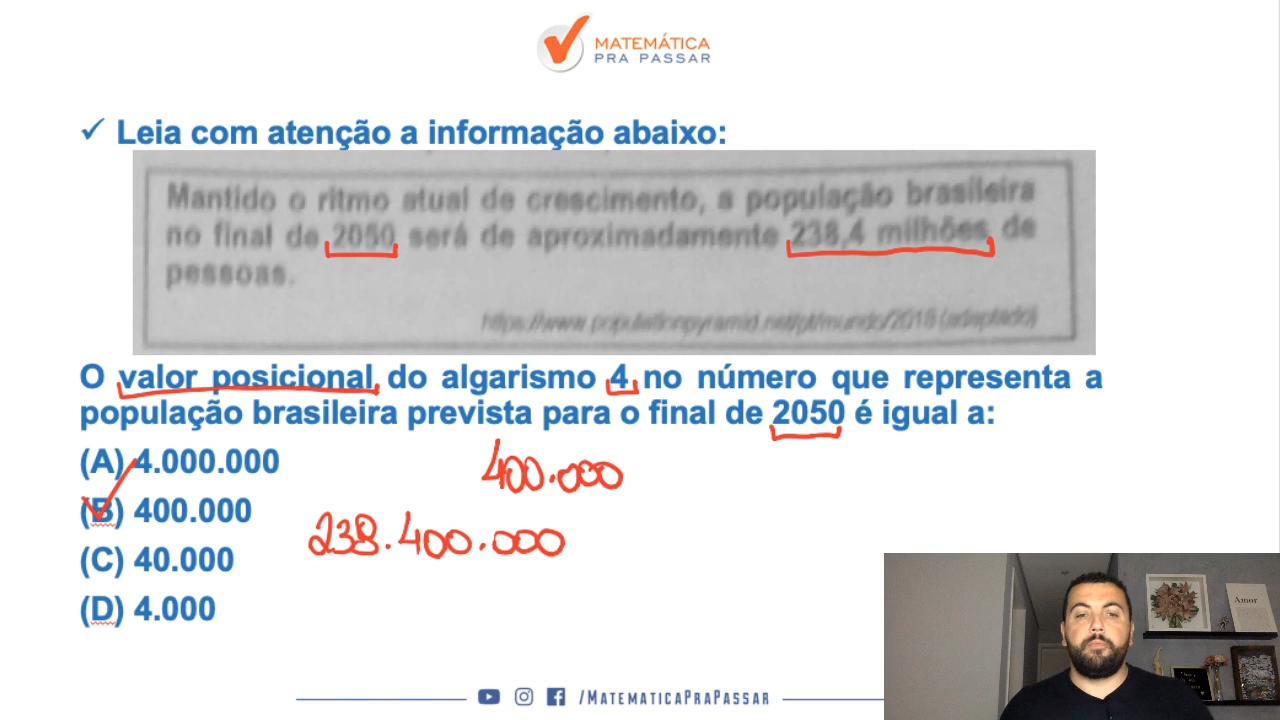 MATEMÁTICA
PRA PASSAR
✓ Leia com atenção a informação abaixo:
Mantido o ritmo atual de crescimento, a população brasileira
no final de 2050 será de aproximadamente 238,4 milhões de
pessoas.
https://www.populationpyramid.net/pt/mundo/2018 (adaptado)
O valor posicional do algarismo 4 no número que representa a
população brasileira prevista para o final de 2050 é igual a:
(A) 4.000.000
400.000
(B) 400.000
238.400.000
(C) 40.000
(D) 4.000
Amor
/MATEMATICAPRAPASSAR